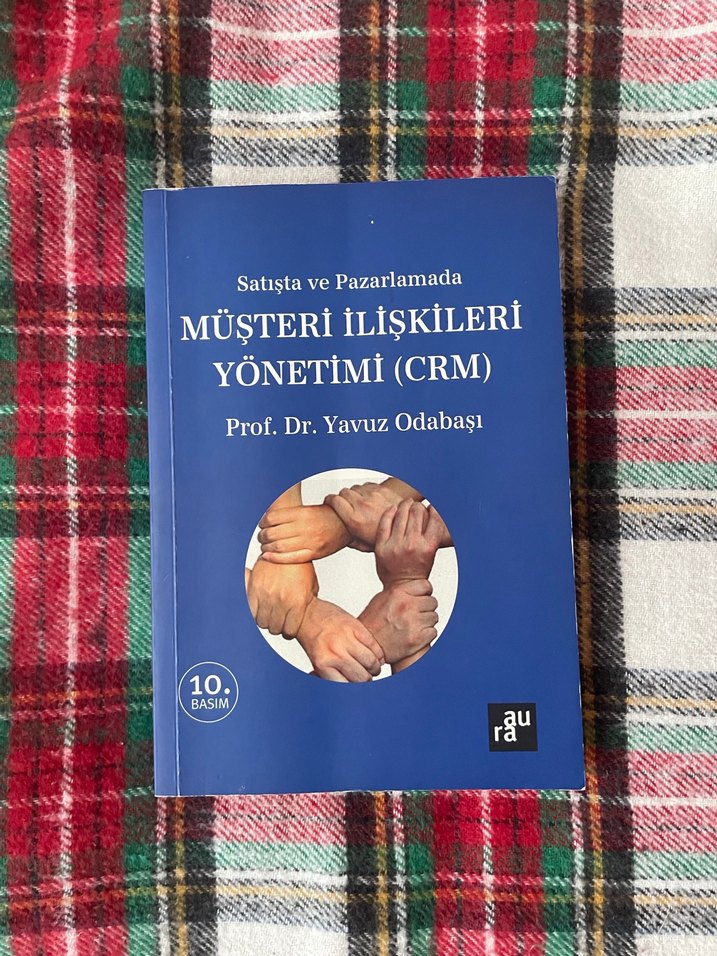 Satışta ve Pazarlamada
MÜŞTERİ İLİŞKİLERİ
YÖNETİMİ (CRM)
Prof. Dr. Yavuz Odabaşı
10.
BASIM
au
ra